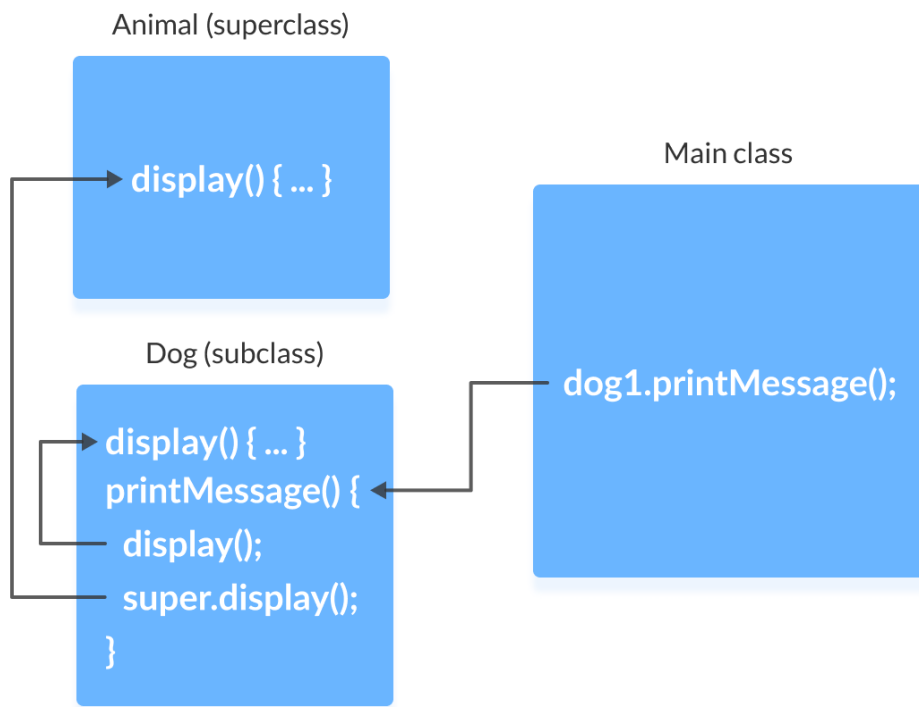 Animal (superclass)
display() { ... }
Dog (subclass)
display() { ... }
printMessage() {
display();
super.display();
}
Main class
dog1.printMessage();